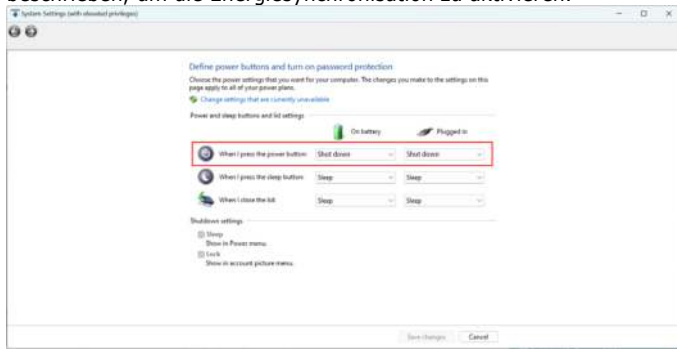 beschrieben, um die Energiesynchronisation zu aktivieren.
System Settings (with elevated privileges)
Define power buttons and turn on password protection
Choose the power settings that you want for your computer. The changes you make to the settings on this
page apply to all of your power plans.
Change settings that are currently unavailable
Power and sleep buttons and lid settings
On battery Plugged in
When I press the power button: Shut down Shut down
When I press the sleep button: Sleep Sleep
When I close the lid: Sleep Sleep
Shutdown settings
Sleep
Show in Power menu.
Lock
Show in account picture menu.
Save changes Cancel